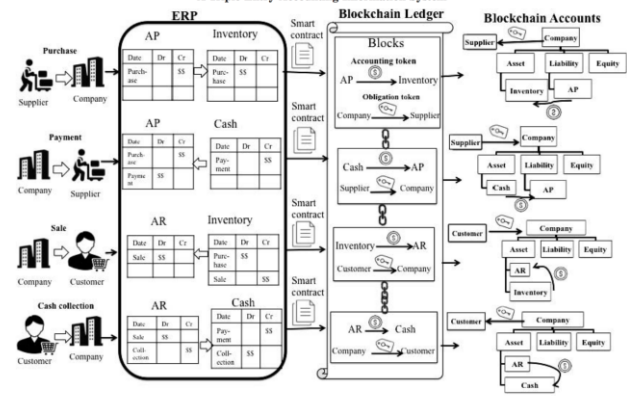 ERP
Blockchain Ledger
Blockchain Accounts
Purchase
Supplier
Company
AP
Date Dr Cr
Purch-
ase
$$
Inventory
Date Dr Cr
Purc-
hase
$$
Smart
contract
Blocks
Accounting token
AP
Inventory
Obligation token
Company
Supplier
Supplier
Company
Asset
Liability
Equity
Inventory
AP
Payment
Company
Supplier
AP
Date Dr Cr
Purch-
ase
$$
Payme
nt
$$
Cash
Date Dr Cr
Pay-
ment
$$
Smart
contract
Cash
AP
Supplier
Company
Supplier
Company
Asset
Liability
Equity
Cash
AP
Sale
Company
Customer
AR
Date Dr Cr
Sale $$
Inventory
Date Dr Cr
Purc-
hase
$$
Sale $$
Smart
contract
Inventory
AR
Customer
Company
Customer
Company
Asset
Liability
Equity
AR
Inventory
Cash collection
Customer
Company
AR
Date Dr Cr
Sale $$
Coll-
ection
$$
Cash
Date Dr Cr
Pay-
ment
$$
Coll-
ection
$$
Smart
contract
AR
Cash
Company
Customer
Customer
Company
Asset
Liability
Equity
AR
Cash